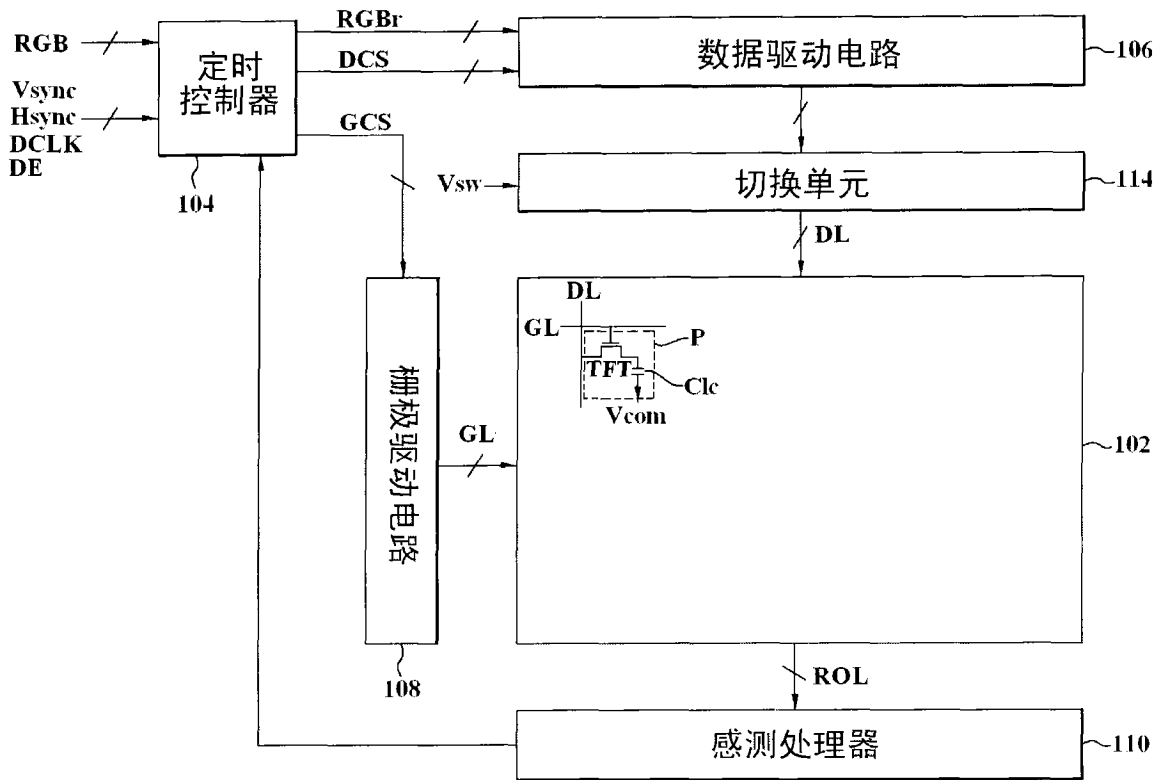 RGBr
RGB
DCS
定时
控制器
数据驱动电路
106
Vsync
Hsync
DCLK
DE
GCS
104
Vsw
切换单元
114
DL
DL
GL
P
TFT
Clc
Vcom
栅极驱动电路
GL
102
108
ROL
感测处理器
110